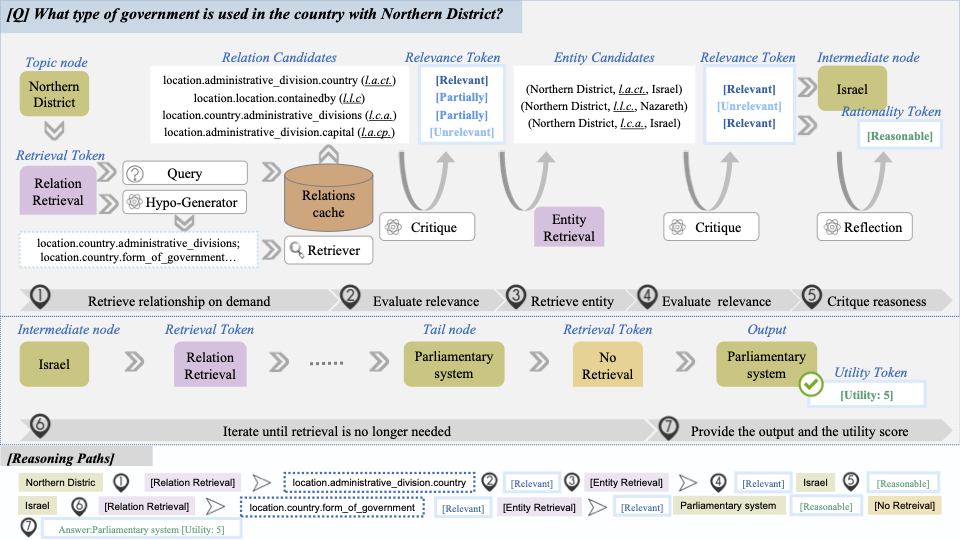 [Q] What type of government is used in the country with Northern District?
Topic node
Relation Candidates
Relevance Token
Entity Candidates
Relevance Token
Intermediate node
Northern
District
location.administrative_division.country (l.a.ct.)
location.location.containedby (l.l.c)
location.country.administrative_divisions (l.c.a.)
location.administrative_division.capital (l.a.cp.)
[Relevant]
[Partially]
[Partially]
[Unrelevant]
(Northern District, l.a.ct., Israel)
(Northern District, l.l.c., Nazareth)
(Northern District, l.c.a., Israel)
[Relevant]
[Unrelevant]
[Relevant]
Israel
Rationality Token
[Reasonable]
Retrieval Token
Relation
Retrieval
Query
Hypo-Generator
Relations
cache
location.country.administrative_divisions;
location.country.form_of_government…
Retriever
Critique
Entity
Retrieval
Critique
Reflection
1 Retrieve relationship on demand
2 Evaluate relevance
3 Retrieve entity
4 Evaluate relevance
5 Critque reasoness
Intermediate node
Retrieval Token
Tail node
Retrieval Token
Output
Israel
Relation
Retrieval
......
Parliamentary
system
No
Retrieval
Parliamentary
system
Utility Token
[Utility: 5]
6 Iterate until retrieval is no longer needed
7 Provide the output and the utility score
[Reasoning Paths]
Northern Distric 1 [Relation Retrieval] location.administrative_division.country 2 [Relevant] 3 [Entity Retrieval] 4 [Relevant] Israel 5 [Reasonable]
Israel 6 [Relation Retrieval] location.country.form_of_government [Relevant] [Entity Retrieval] [Relevant] Parliamentary system [Reasonable] [No Retreival]
7 Answer:Parliamentary system [Utility: 5]